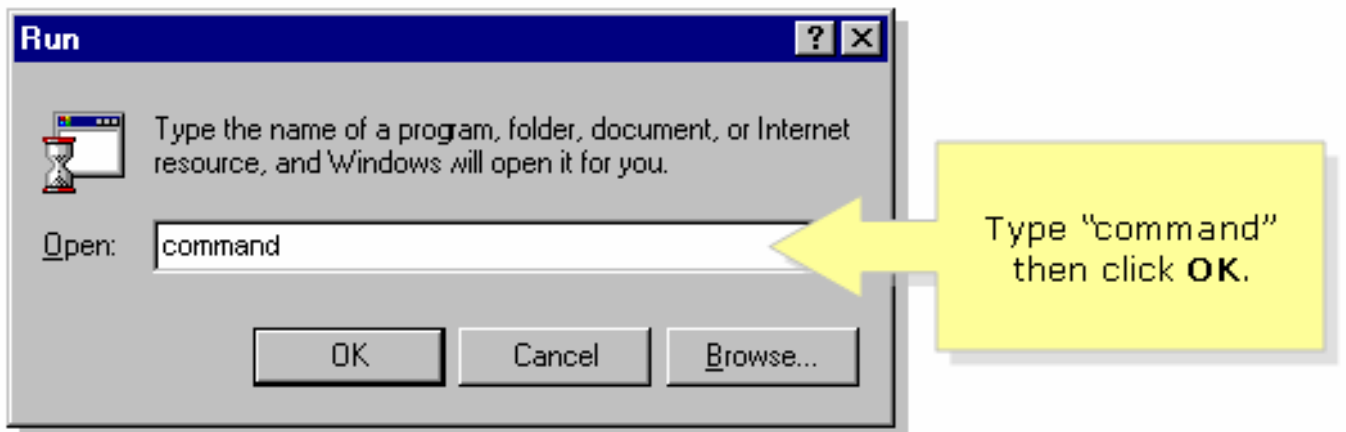 Run
Type the name of a program, folder, document, or Internet
resource, and Windows will open it for you.
Open:
command
OK
Cancel
Browse...
Type "command"
then click OK.